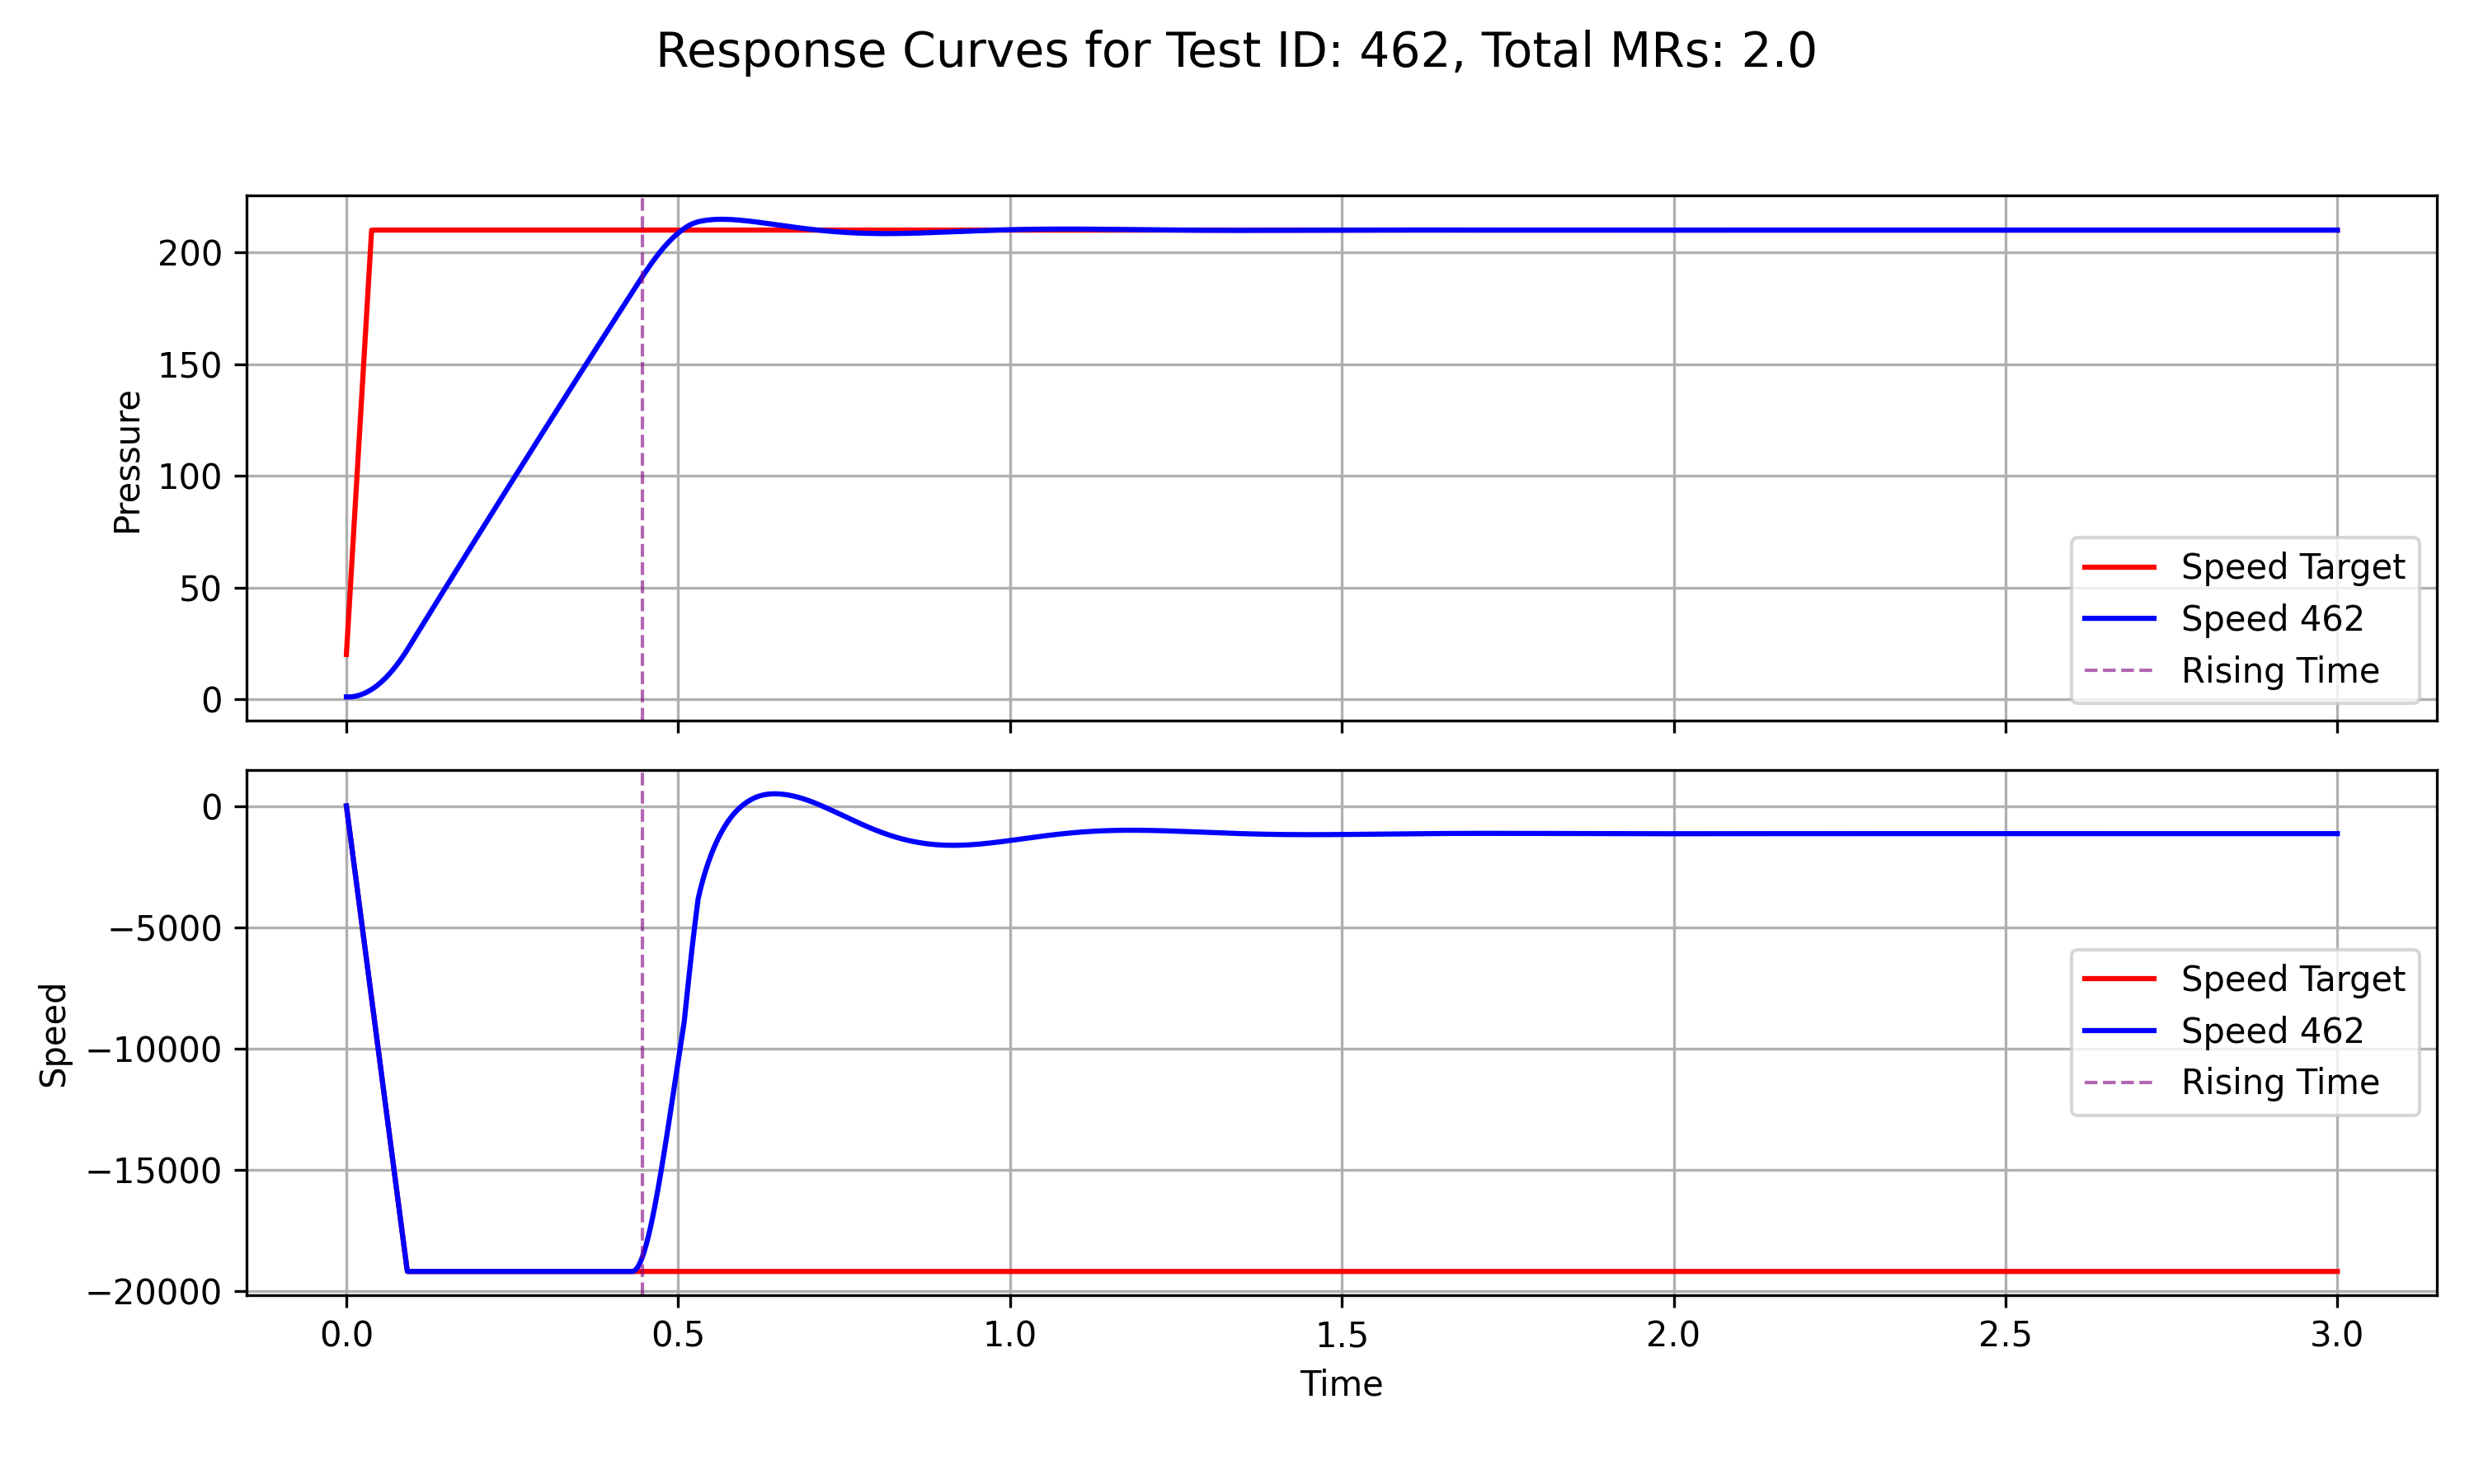 Response Curves for Test ID: 462, Total MRs: 2.0
200
150
100
50
0
Pressure
Speed Target
Speed 462
Rising Time
0
−5000
−10000
−15000
−20000
Speed
Speed Target
Speed 462
Rising Time
0.0 0.5 1.0 1.5 2.0 2.5 3.0
Time